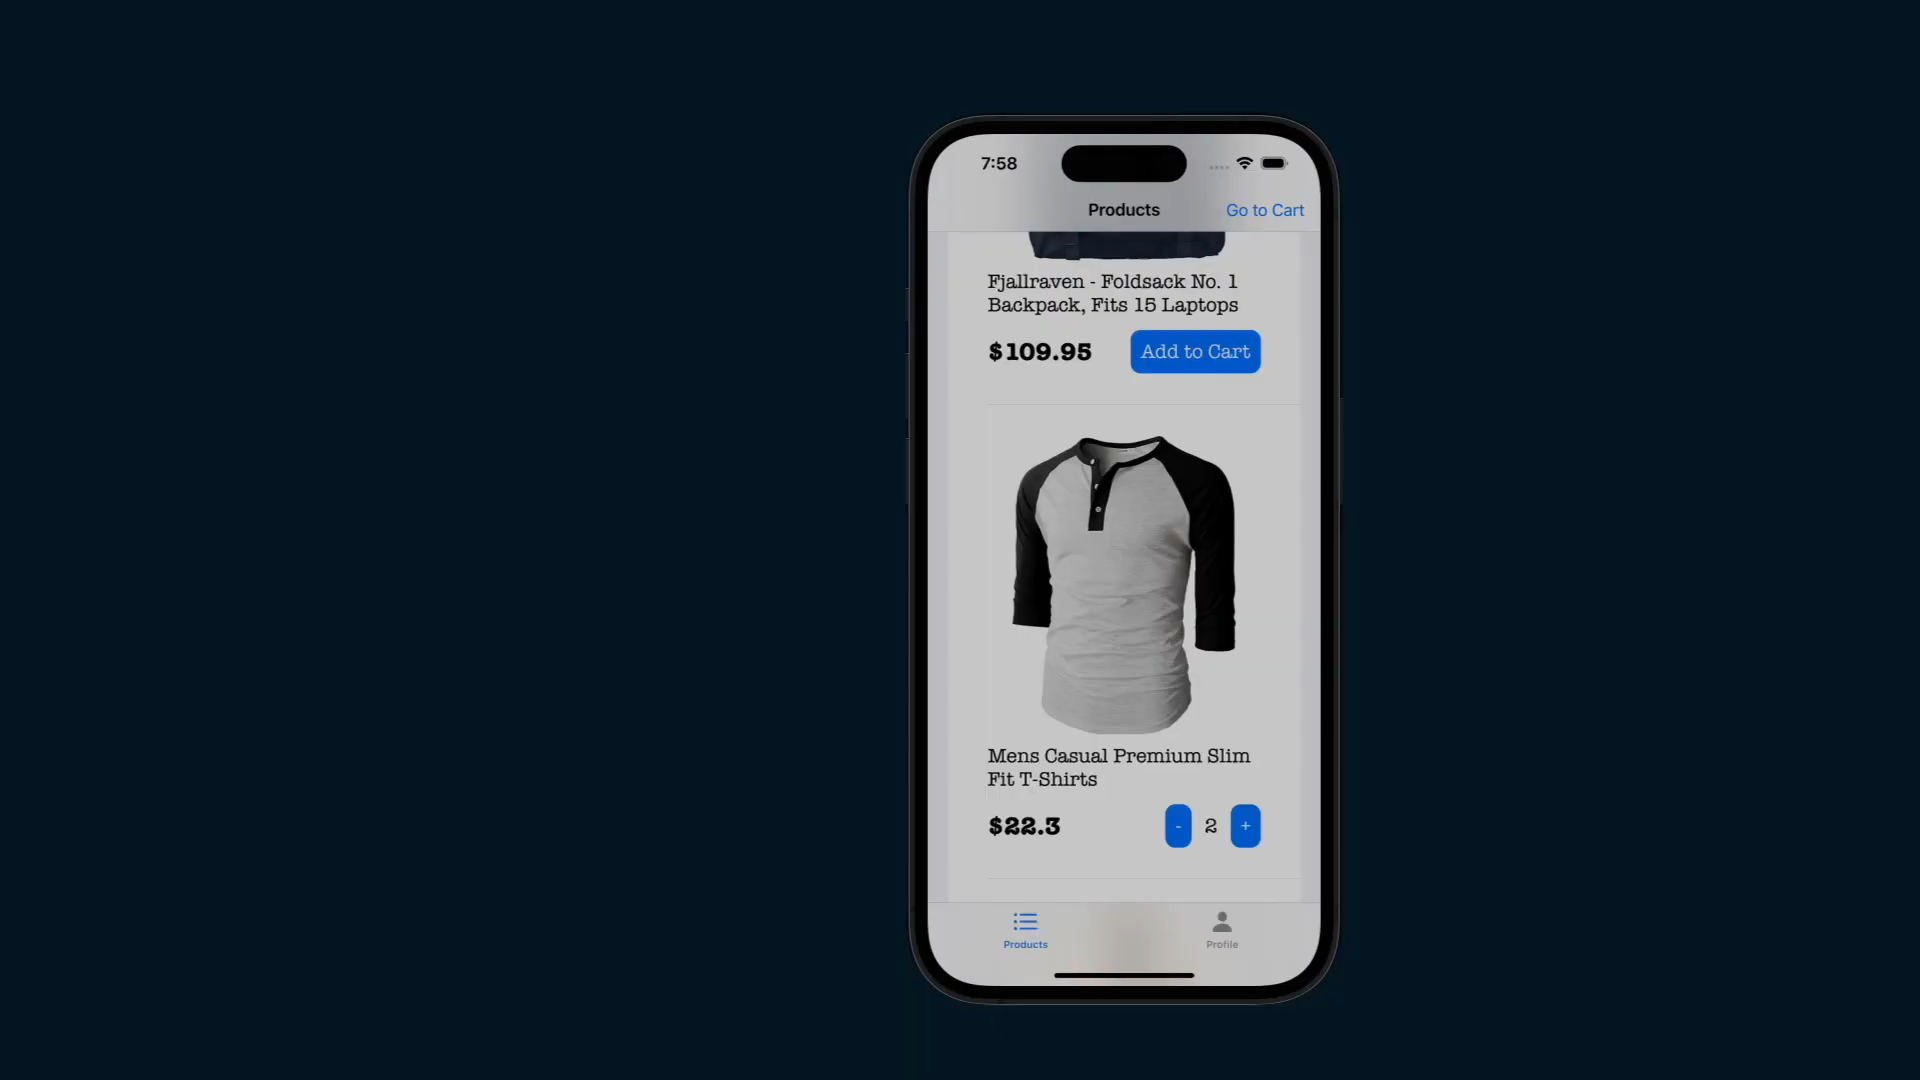 7:58
Products
Go to Cart
Fjallraven - Foldsack No. 1
Backpack, Fits 15 Laptops
$109.95
Add to Cart
Mens Casual Premium Slim
Fit T-Shirts
$22.3
- 2 +
Products
Profile